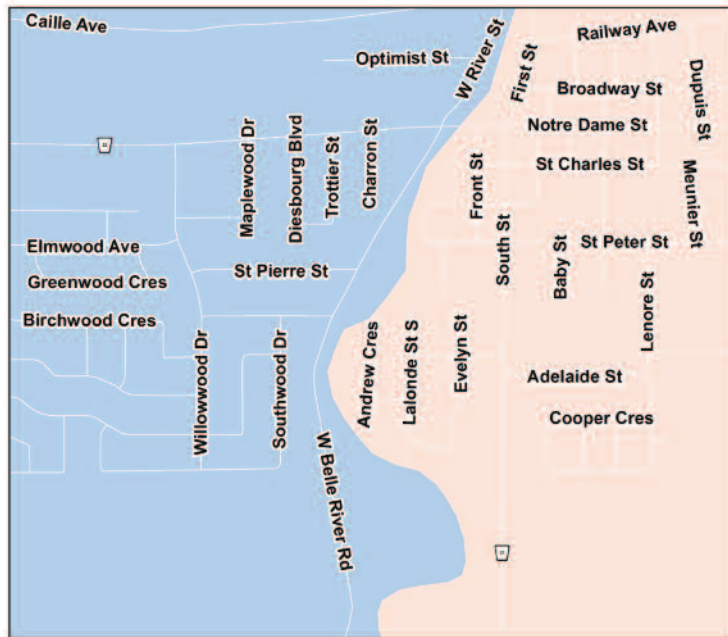 Caille Ave
Optimist St
W River St
First St
Railway Ave
Dupuis St
Broadway St
Notre Dame St
Maplewood Dr
Diesbourg Blvd
Trottier St
Charron St
Front St
St Charles St
Meunier St
Elmwood Ave
South St
Baby St
St Peter St
Greenwood Cres
St Pierre St
Lenore St
Birchwood Cres
Willowwood Dr
Southwood Dr
Andrew Cres
Lalonde St S
Evelyn St
Adelaide St
Cooper Cres
W Belle River Rd